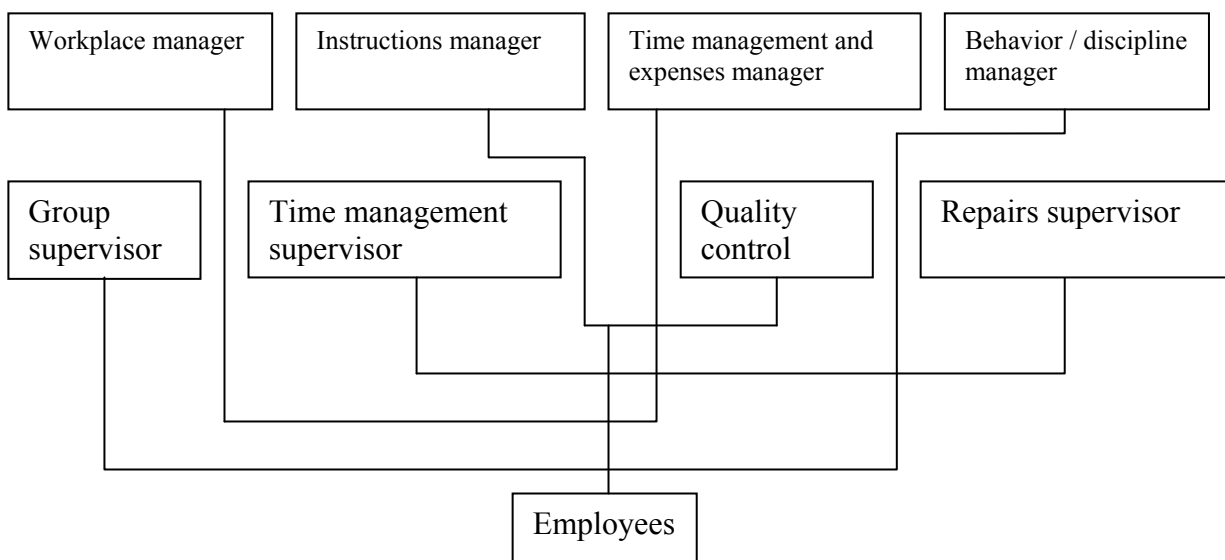 Workplace manager
Instructions manager
Time management and
expenses manager
Behavior / discipline
manager
Group
supervisor
Time management
supervisor
Quality
control
Repairs supervisor
Employees